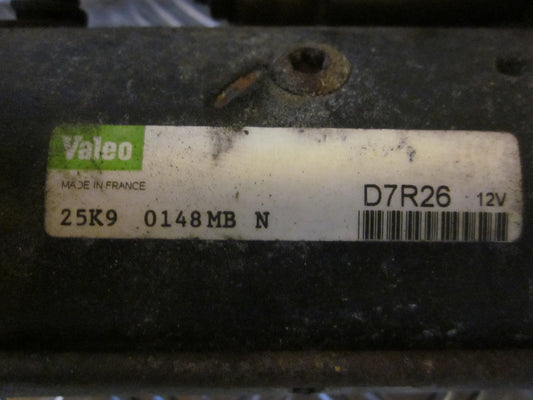 Valeo
MADE IN FRANCE
D7R26 12V
25K9 0148MB N